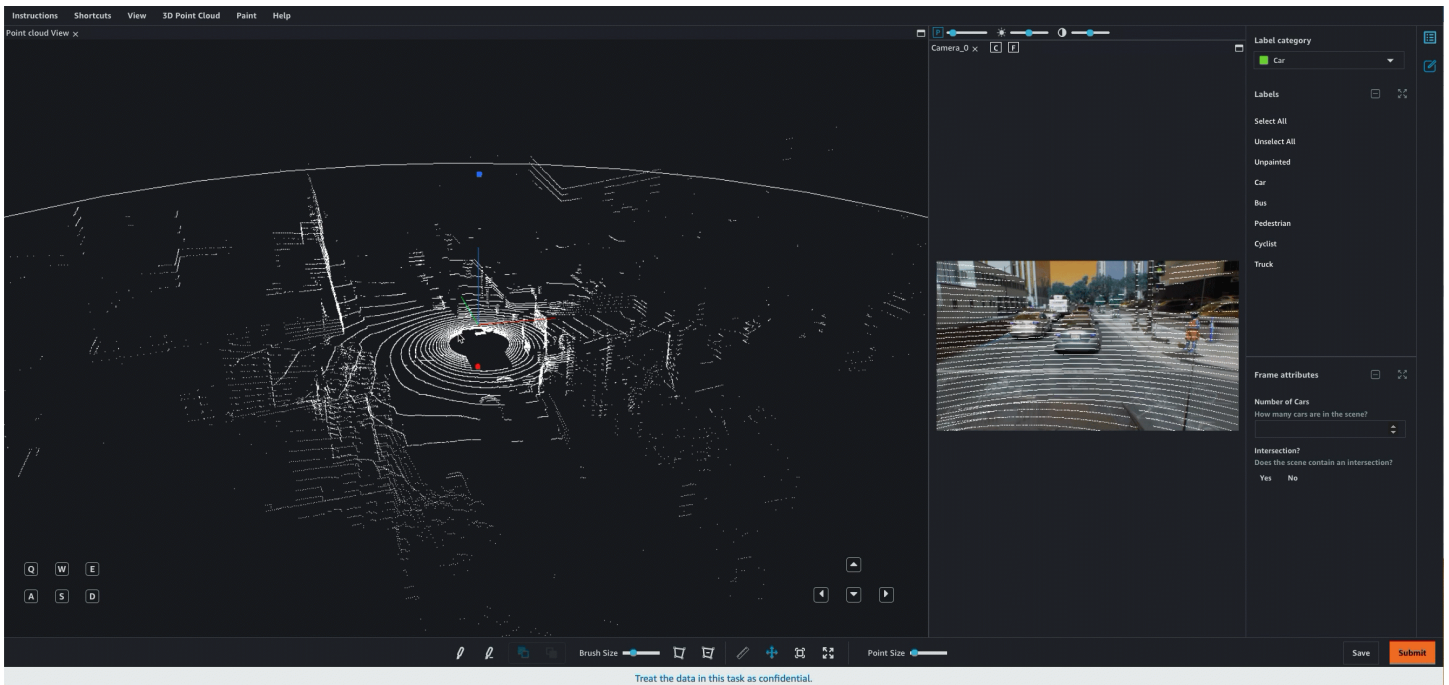 Instructions Shortcuts View 3D Point Cloud Paint Help
Point cloud View x
P
Camera_0 x C F
Label category
Car
Labels
Select All
Unselect All
Unpainted
Car
Bus
Pedestrian
Cyclist
Truck
Frame attributes
Number of Cars
How many cars are in the scene?
Intersection?
Does the scene contain an intersection?
Yes No
Q W E
A S D
Brush Size
Point Size
Save
Submit
Treat the data in this task as confidential.